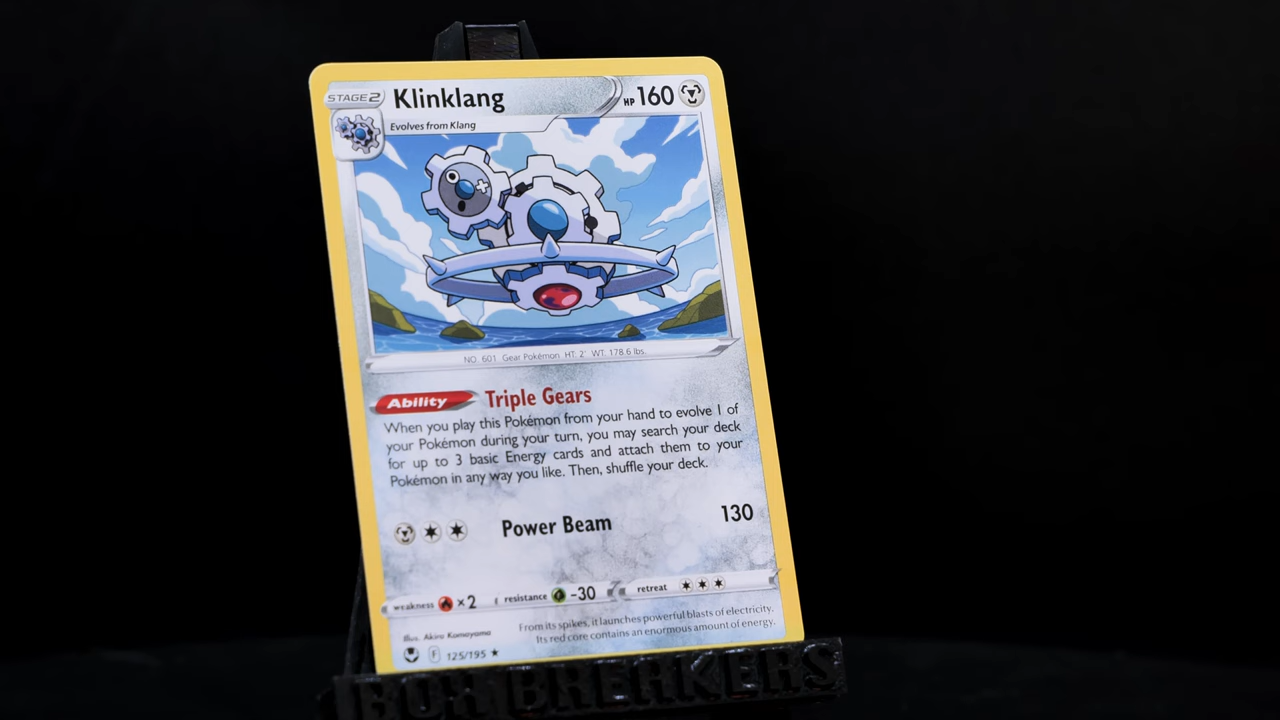 STAGE2 Klinklang HP 160
Evolves from Klang
NO. 601 Gear Pokémon HT: 2' WT: 178.6 lbs.
Ability Triple Gears
When you play this Pokémon from your hand to evolve 1 of
your Pokémon during your turn, you may search your deck
for up to 3 basic Energy cards and attach them to your
Pokémon in any way you like. Then, shuffle your deck.
Power Beam 130
weakness ×2 resistance -30 retreat
Illus. Akira Komayama
From its spikes, it launches powerful blasts of electricity.
Its red core contains an enormous amount of energy.
F 125/195 ★
BOX BREAKERS